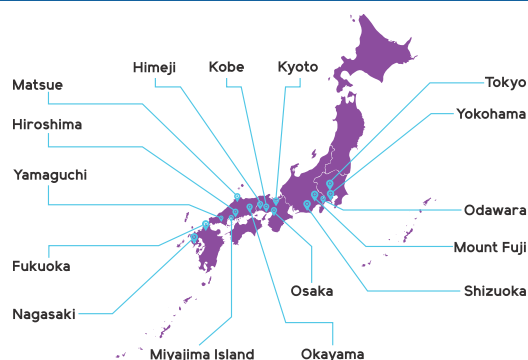 Himeji
Kobe
Kyoto
Tokyo
Matsue
Yokohama
Hiroshima
Yamaguchi
Odawara
Mount Fuji
Fukuoka
Osaka
Shizuoka
Nagasaki
Miyajima Island
Okayama